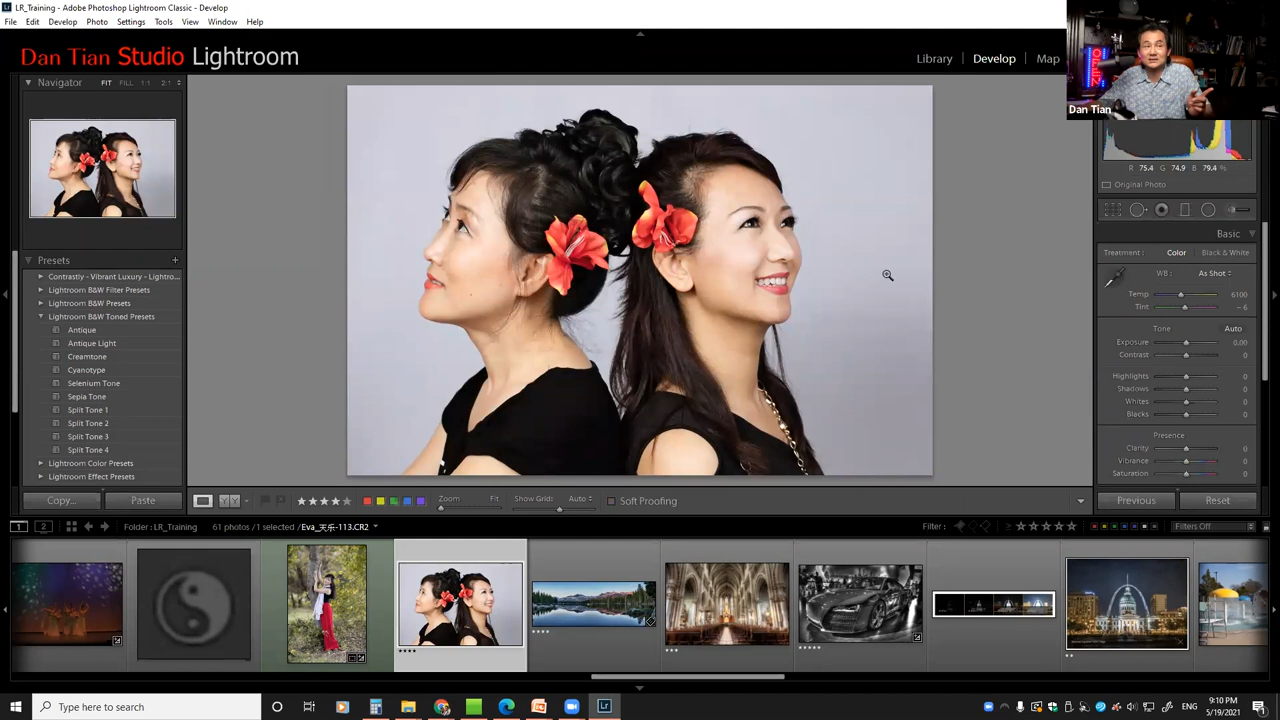 LR_Training - Adobe Photoshop Lightroom Classic - Develop
File Edit Develop Photo Settings Tools View Window Help
Dan Tian Studio Lightroom
Library Develop Map
Dan Tian
Navigator FIT FILL 1:1 2:1
R 75.4 G 74.9 B 79.4 %
Original Photo
Basic
Treatment: Color Black & White
WB: As Shot
Temp 6100
Tint - 6
Tone Auto
Exposure 0.00
Contrast 0
Highlights 0
Shadows 0
Whites 0
Blacks 0
Presence
Clarity 0
Vibrance 0
Saturation 0
Presets +
Contrastly - Vibrant Luxury - Lightro...
Lightroom B&W Filter Presets
Lightroom B&W Presets
Lightroom B&W Toned Presets
Antique
Antique Light
Creamtone
Cyanotype
Selenium Tone
Sepia Tone
Split Tone 1
Split Tone 2
Split Tone 3
Split Tone 4
Lightroom Color Presets
Lightroom Effect Presets
Copy... Paste
Zoom Fit Show Grids: Auto Soft Proofing
Previous Reset
1 2 Folder : LR_Training 61 photos / 1 selected / Eva_天乐-113.CR2 Filter : Filters Off
Type here to search
ENG
9:10 PM
5/19/2021